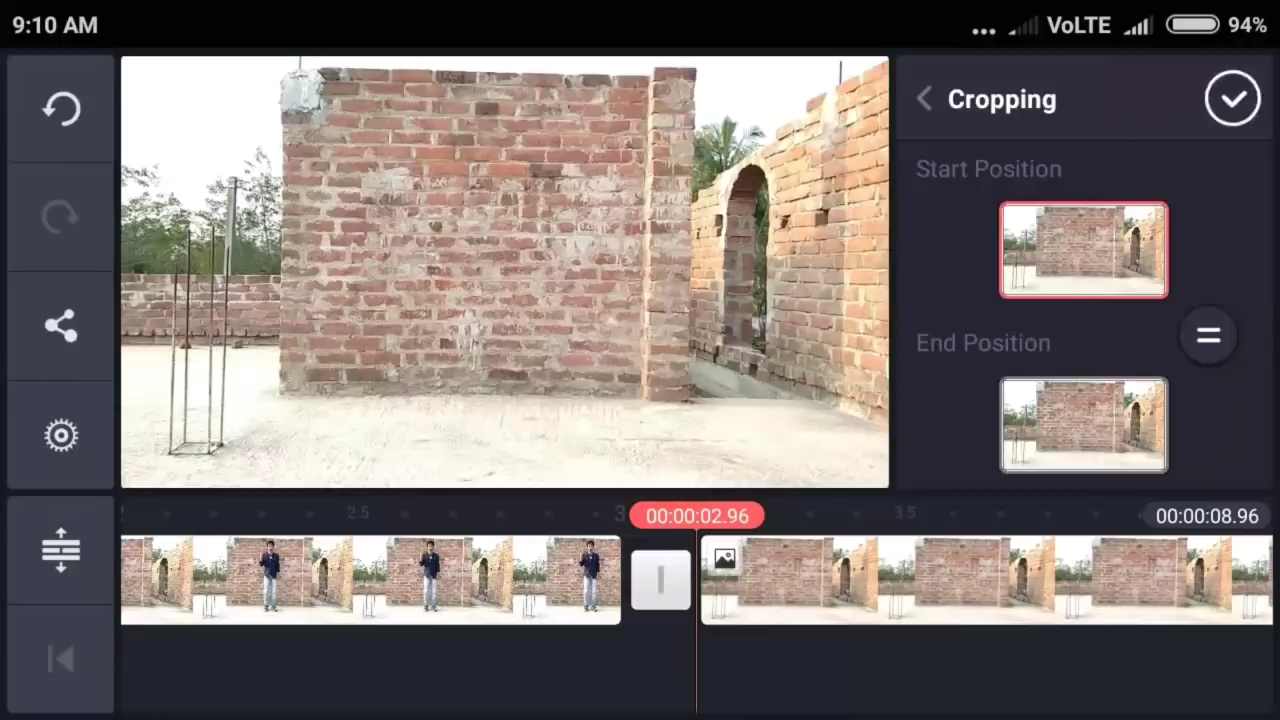 9:10 AM
VoLTE
94%
Cropping
Start Position
End Position
2.5
3
00:00:02.96
3.5
00:00:08.96